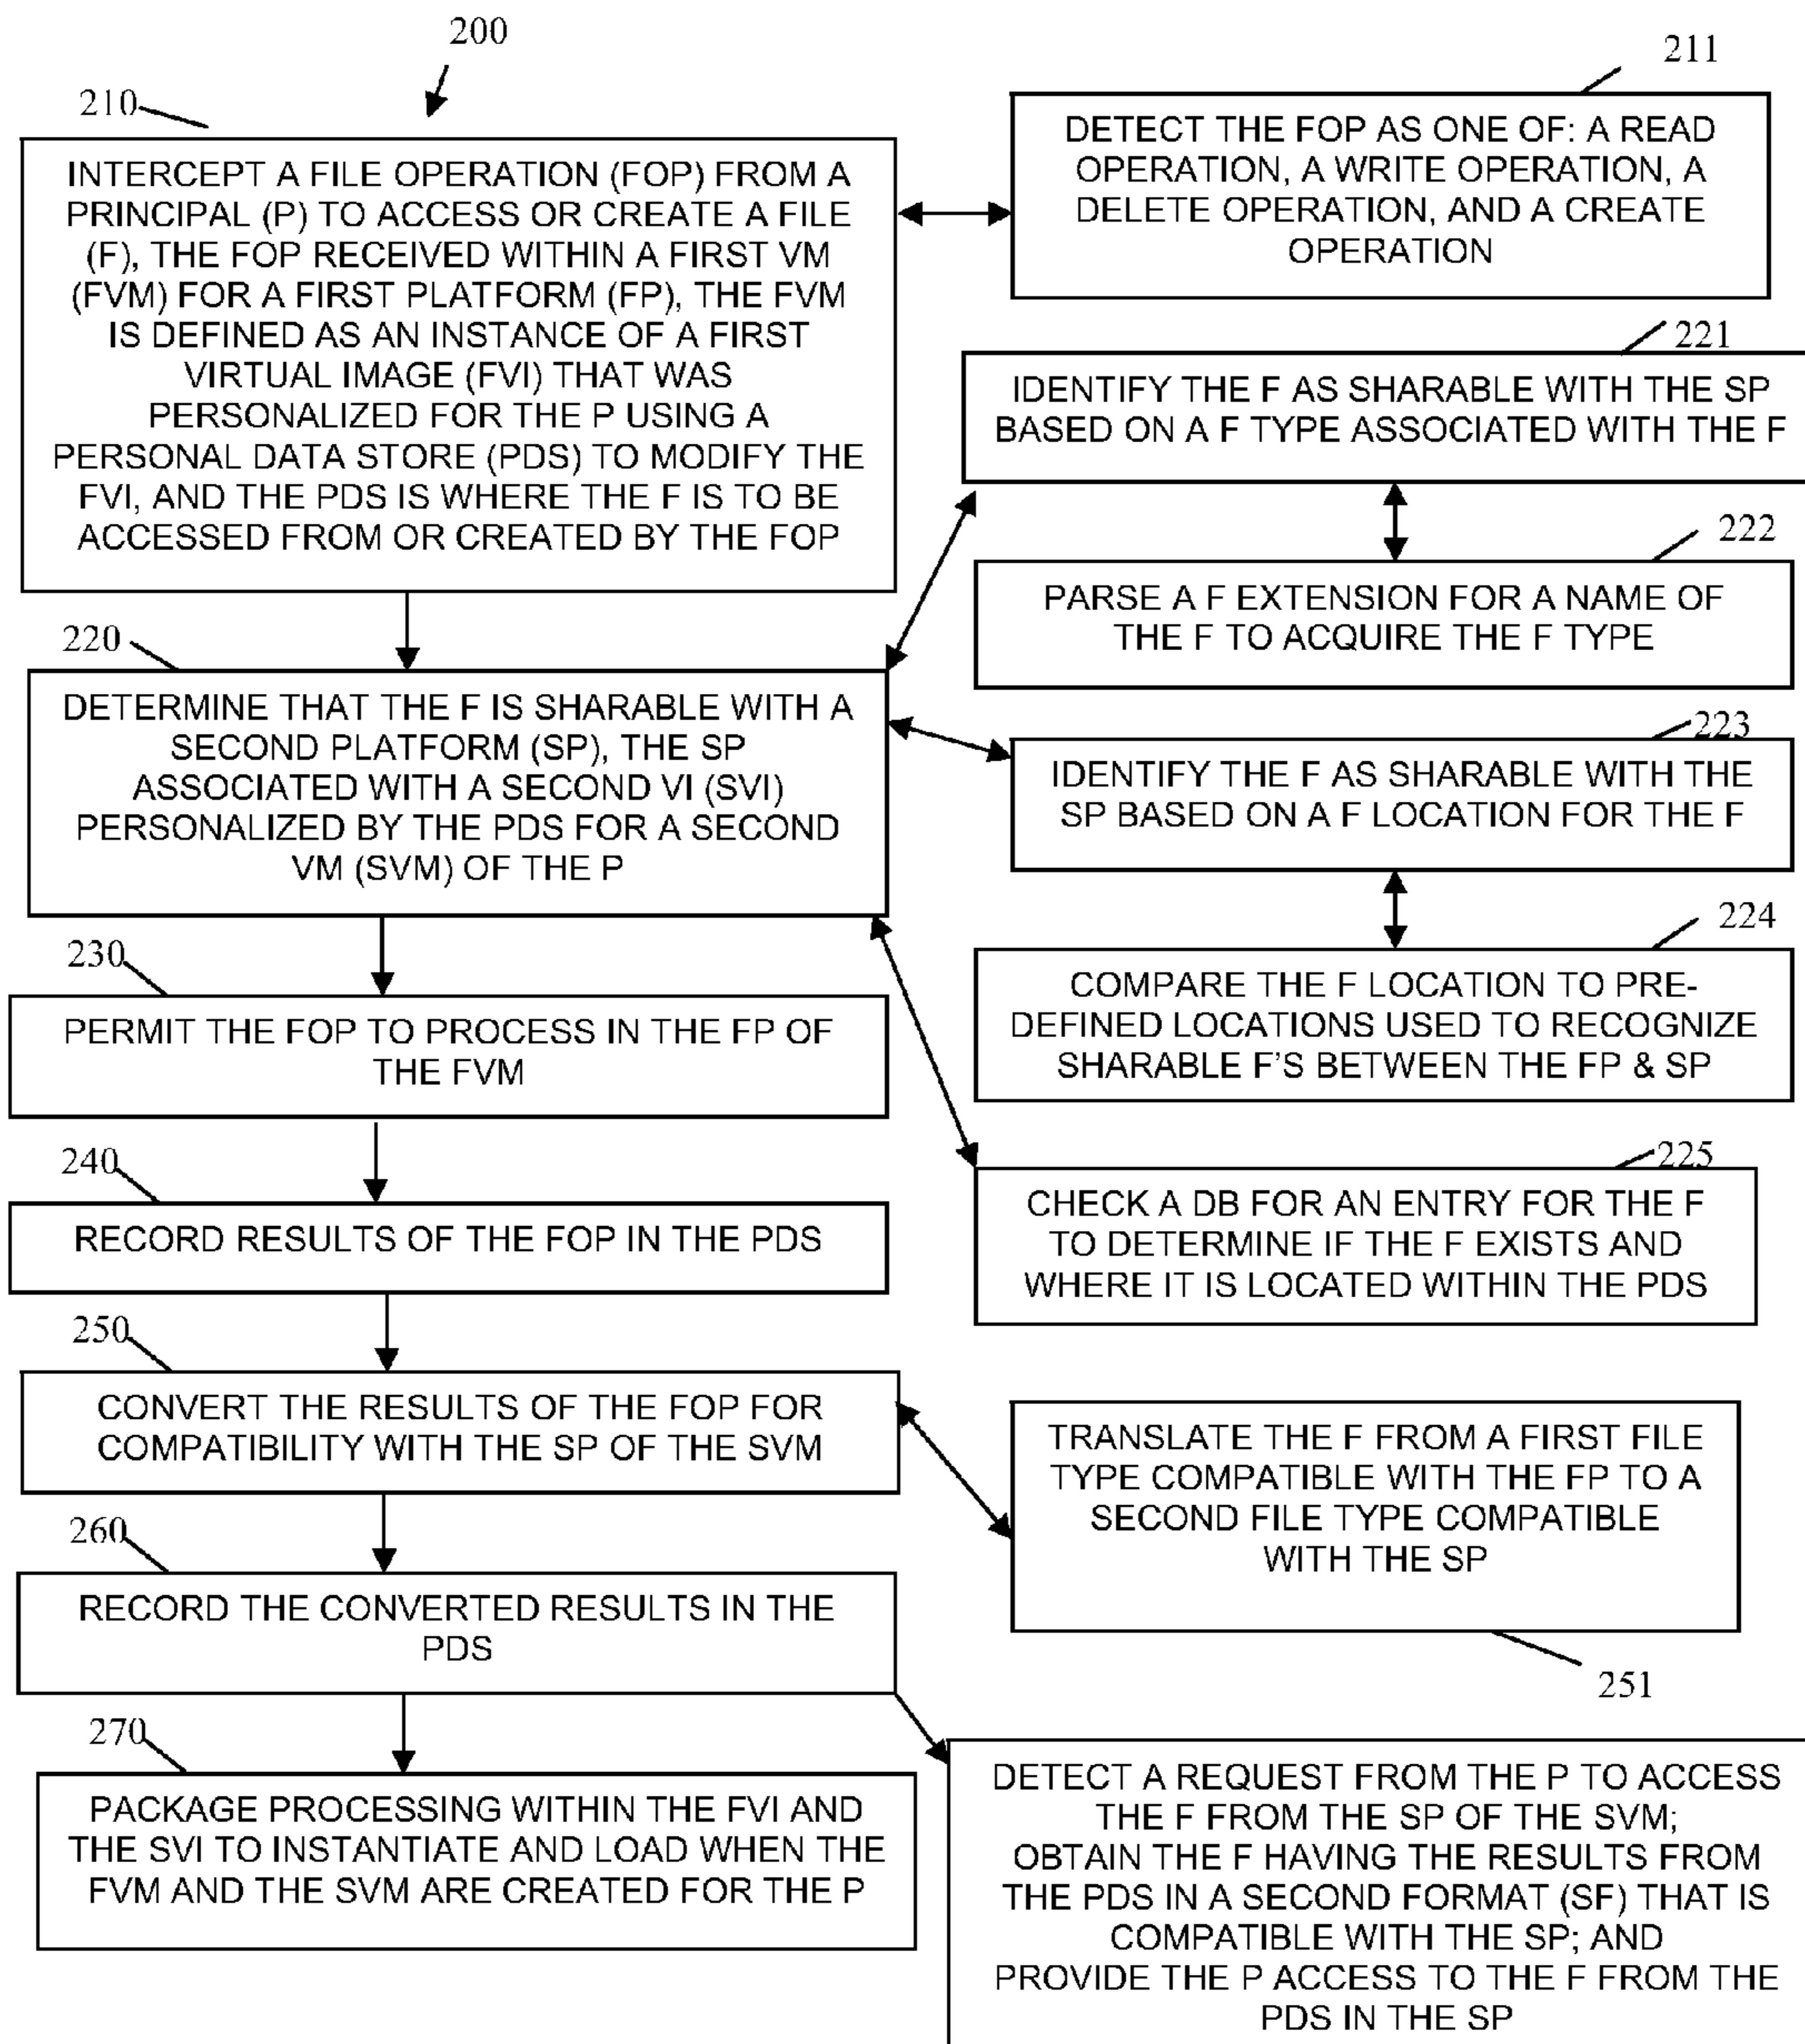 200
210
INTERCEPT A FILE OPERATION (FOP) FROM A
PRINCIPAL (P) TO ACCESS OR CREATE A FILE
(F), THE FOP RECEIVED WITHIN A FIRST VM
(FVM) FOR A FIRST PLATFORM (FP), THE FVM
IS DEFINED AS AN INSTANCE OF A FIRST
VIRTUAL IMAGE (FVI) THAT WAS
PERSONALIZED FOR THE P USING A
PERSONAL DATA STORE (PDS) TO MODIFY THE
FVI, AND THE PDS IS WHERE THE F IS TO BE
ACCESSED FROM OR CREATED BY THE FOP
211
DETECT THE FOP AS ONE OF: A READ
OPERATION, A WRITE OPERATION, A
DELETE OPERATION, AND A CREATE
OPERATION
220
DETERMINE THAT THE F IS SHARABLE WITH A
SECOND PLATFORM (SP), THE SP
ASSOCIATED WITH A SECOND VI (SVI)
PERSONALIZED BY THE PDS FOR A SECOND
VM (SVM) OF THE P
221
IDENTIFY THE F AS SHARABLE WITH THE SP
BASED ON A F TYPE ASSOCIATED WITH THE F
222
PARSE A F EXTENSION FOR A NAME OF
THE F TO ACQUIRE THE F TYPE
223
IDENTIFY THE F AS SHARABLE WITH THE
SP BASED ON A F LOCATION FOR THE F
224
COMPARE THE F LOCATION TO PRE-
DEFINED LOCATIONS USED TO RECOGNIZE
SHARABLE F'S BETWEEN THE FP & SP
225
CHECK A DB FOR AN ENTRY FOR THE F
TO DETERMINE IF THE F EXISTS AND
WHERE IT IS LOCATED WITHIN THE PDS
230
PERMIT THE FOP TO PROCESS IN THE FP OF
THE FVM
240
RECORD RESULTS OF THE FOP IN THE PDS
250
CONVERT THE RESULTS OF THE FOP FOR
COMPATIBILITY WITH THE SP OF THE SVM
TRANSLATE THE F FROM A FIRST FILE
TYPE COMPATIBLE WITH THE FP TO A
SECOND FILE TYPE COMPATIBLE
WITH THE SP
251
260
RECORD THE CONVERTED RESULTS IN THE
PDS
270
PACKAGE PROCESSING WITHIN THE FVI AND
THE SVI TO INSTANTIATE AND LOAD WHEN THE
FVM AND THE SVM ARE CREATED FOR THE P
DETECT A REQUEST FROM THE P TO ACCESS
THE F FROM THE SP OF THE SVM;
OBTAIN THE F HAVING THE RESULTS FROM
THE PDS IN A SECOND FORMAT (SF) THAT IS
COMPATIBLE WITH THE SP; AND
PROVIDE THE P ACCESS TO THE F FROM THE
PDS IN THE SP